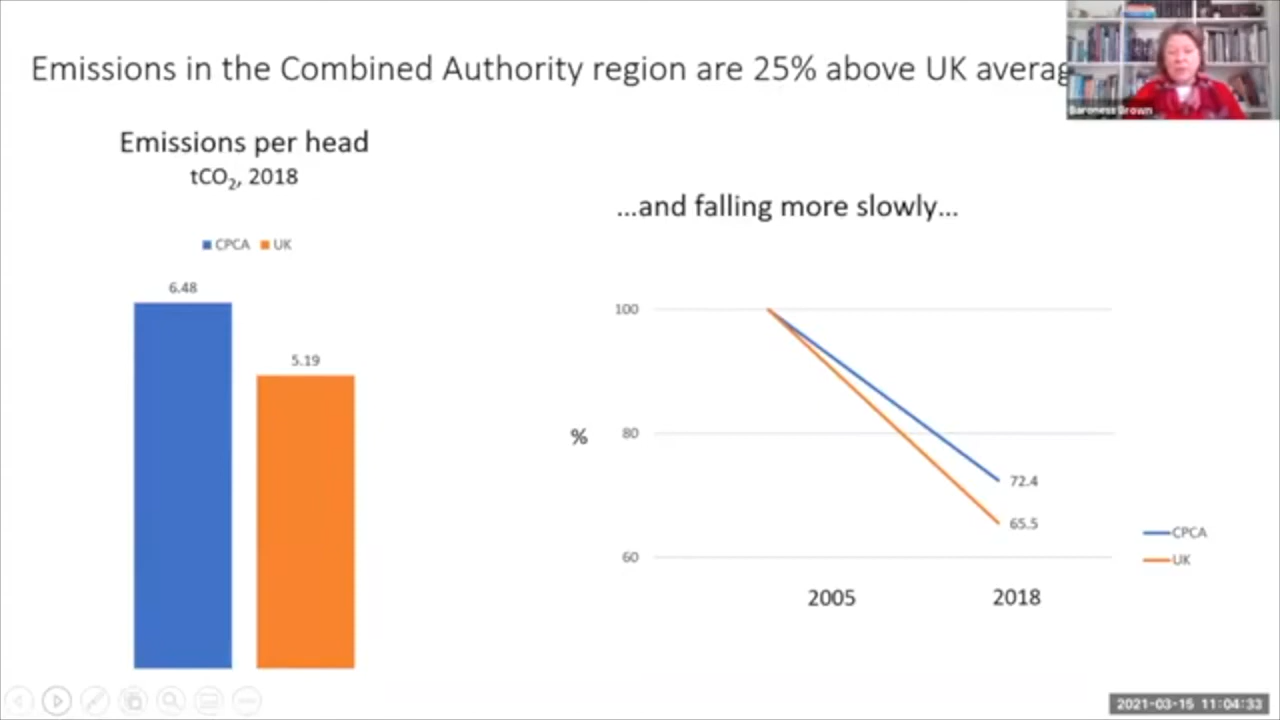 Emissions in the Combined Authority region are 25% above UK averag
Baroness Brown
Emissions per head
tCO₂, 2018
CPCA UK
6.48
5.19
...and falling more slowly...
100
80
60
%
72.4
65.5
2005 2018
CPCA
UK
2021-03-15 11:04:33